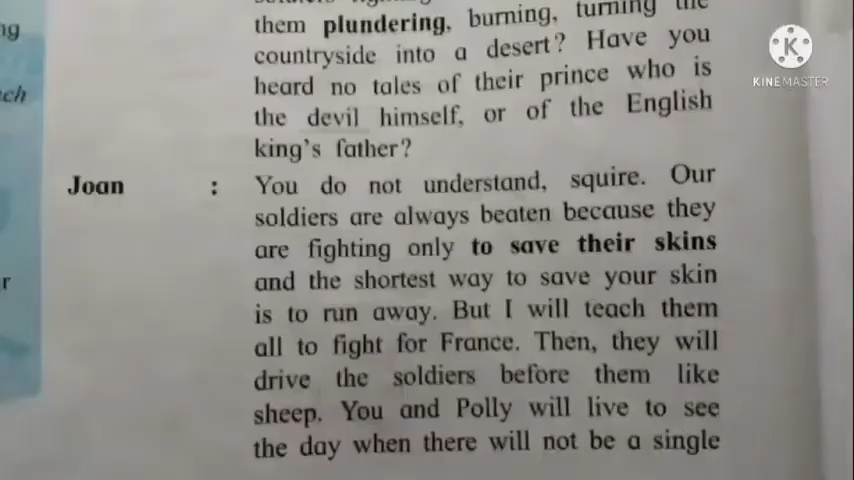 them plundering, burning, turning the
countryside into a desert? Have you
heard no tales of their prince who is
the devil himself, or of the English
king's father?
Joan : You do not understand, squire. Our
soldiers are always beaten because they
are fighting only to save their skins
and the shortest way to save your skin
is to run away. But I will teach them
all to fight for France. Then, they will
drive the soldiers before them like
sheep. You and Polly will live to see
the day when there will not be a single
K
KINEMASTER